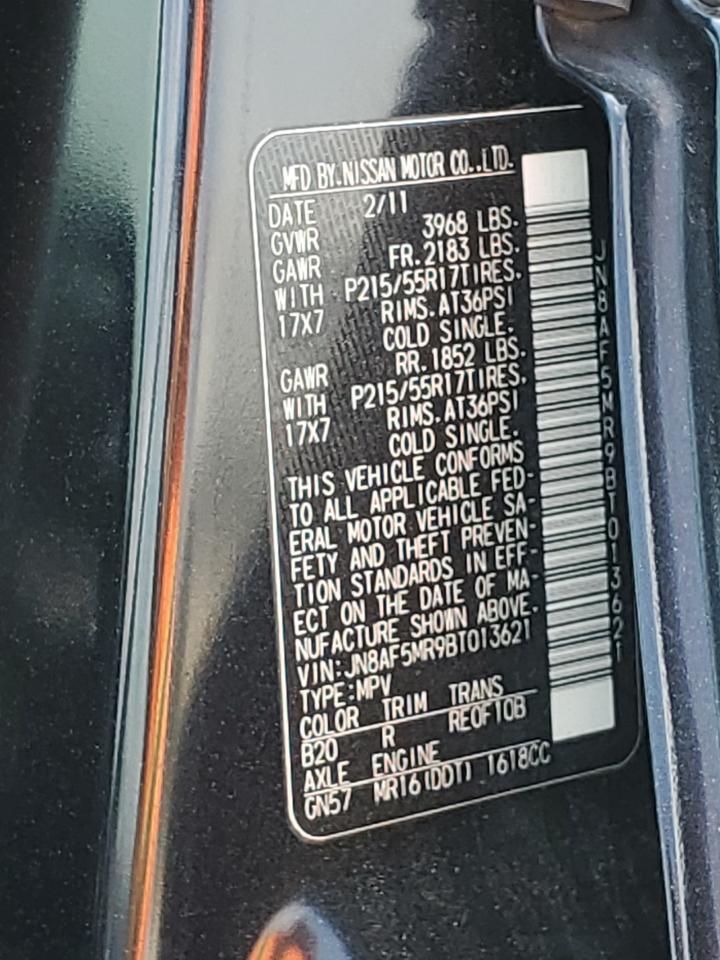 MFD BY.NISSAN MOTOR CO.,LTD.
DATE 2/11
GVWR 3968 LBS.
GAWR FR.2183 LBS.
WITH P215/55R17TIRES.
17X7 RIMS.AT36PSI
COLD SINGLE.
GAWR RR.1852 LBS.
WITH P215/55R17TIRES.
17X7 RIMS.AT36PSI
COLD SINGLE.
THIS VEHICLE CONFORMS
TO ALL APPLICABLE FED-
ERAL MOTOR VEHICLE SA-
FETY AND THEFT PREVEN-
TION STANDARDS IN EFF-
ECT ON THE DATE OF MA-
NUFACTURE SHOWN ABOVE.
VIN:JN8AF5MR9BT013621
TYPE:MPV
COLOR TRIM TRANS
B20 R RE0F10B
AXLE ENGINE
GN57 MR16(DDT) 1618CC
JN8AF5MR9BT013621